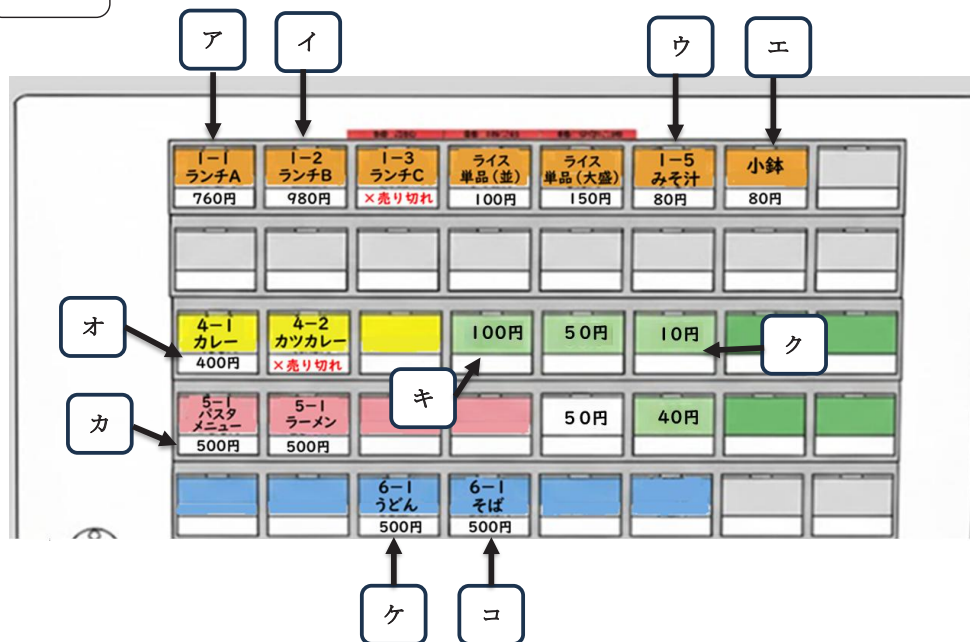 ア
イ
ウ
エ
1-1
ランチA
760円
1-2
ランチB
980円
1-3
ランチC
×売り切れ
ライス
単品(並)
100円
ライス
単品(大盛)
150円
1-5
みそ汁
80円
小鉢
80円
オ
4-1
カレー
400円
4-2
カツカレー
×売り切れ
100円
50円
10円
ク
キ
カ
5-1
パスタ
メニュー
500円
5-1
ラーメン
500円
50円
40円
6-1
うどん
500円
6-1
そば
500円
ケ
コ